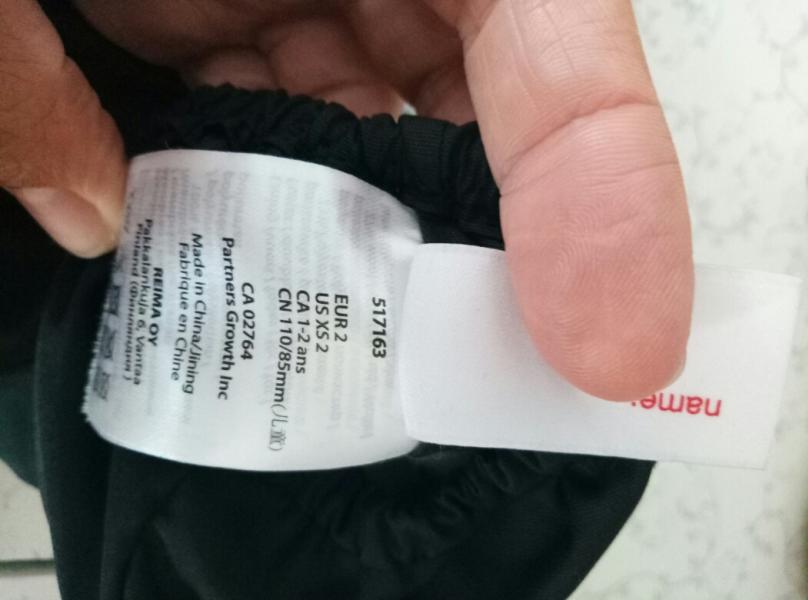 517163
EUR 2
US XS 2
CA 1-2 ans
CN 110/85mm(儿童)
CA 02764
Partners Growth Inc
Made in China/Jining
Fabrique en Chine
REIMA OY
Pakkalankuja 6, Vantaa
Finland (Финляндия)
name: